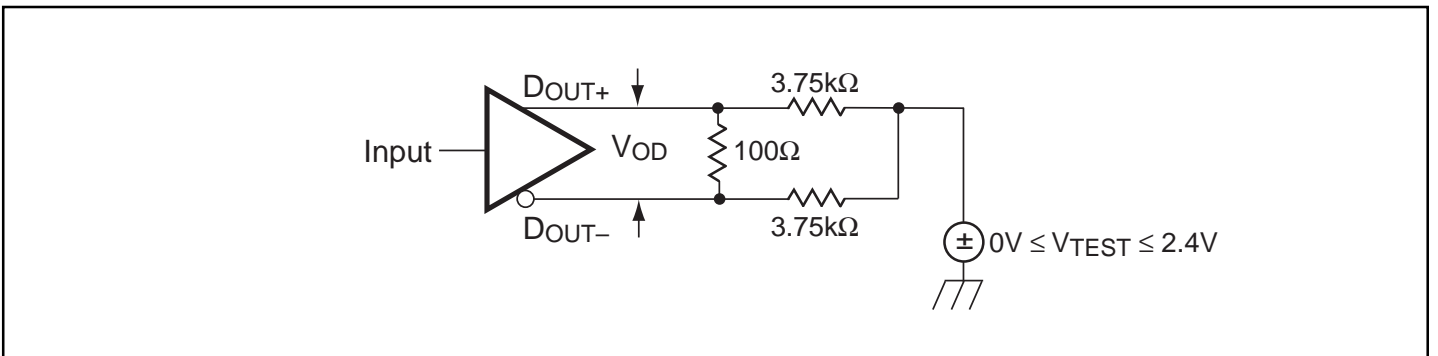 DOUT+
3.75kΩ
Input
VOD
100Ω
DOUT–
3.75kΩ
± 0V ≤ VTEST ≤ 2.4V